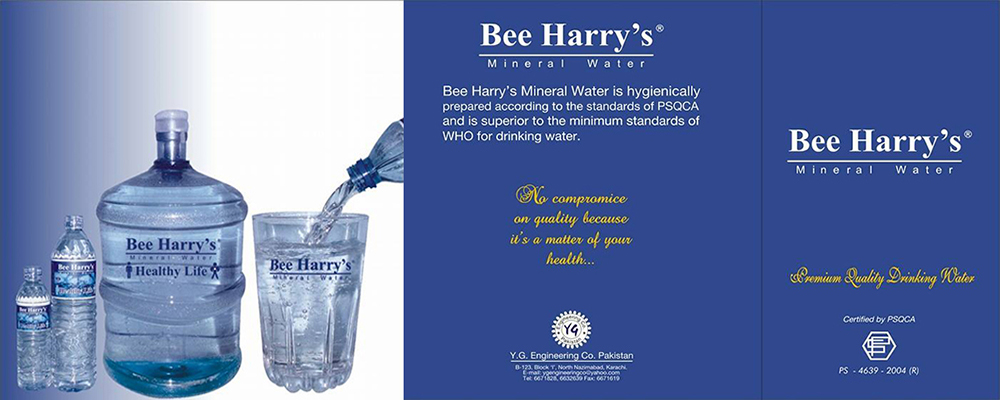 Bee Harry's
Mineral Water
Healthy Life
Bee Harry's
Bee Harry's
Bee Harry's
Mineral Water
Bee Harry's®
Mineral Water
Bee Harry's Mineral Water is hygienically
prepared according to the standards of PSQCA
and is superior to the minimum standards of
WHO for drinking water.
No compromice
on quality because
it's a matter of your
health...
YG
Y.G. Engineering Co. Pakistan
B-123, Block 'I', North Nazimabad, Karachi.
E-mail: ygengineeringco@yahoo.com
Tel: 6671828, 6632639 Fax: 6671619
Bee Harry's®
Mineral Water
Premium Quality Drinking Water
Certified by PSQCA
PS - 4639 - 2004 (R)